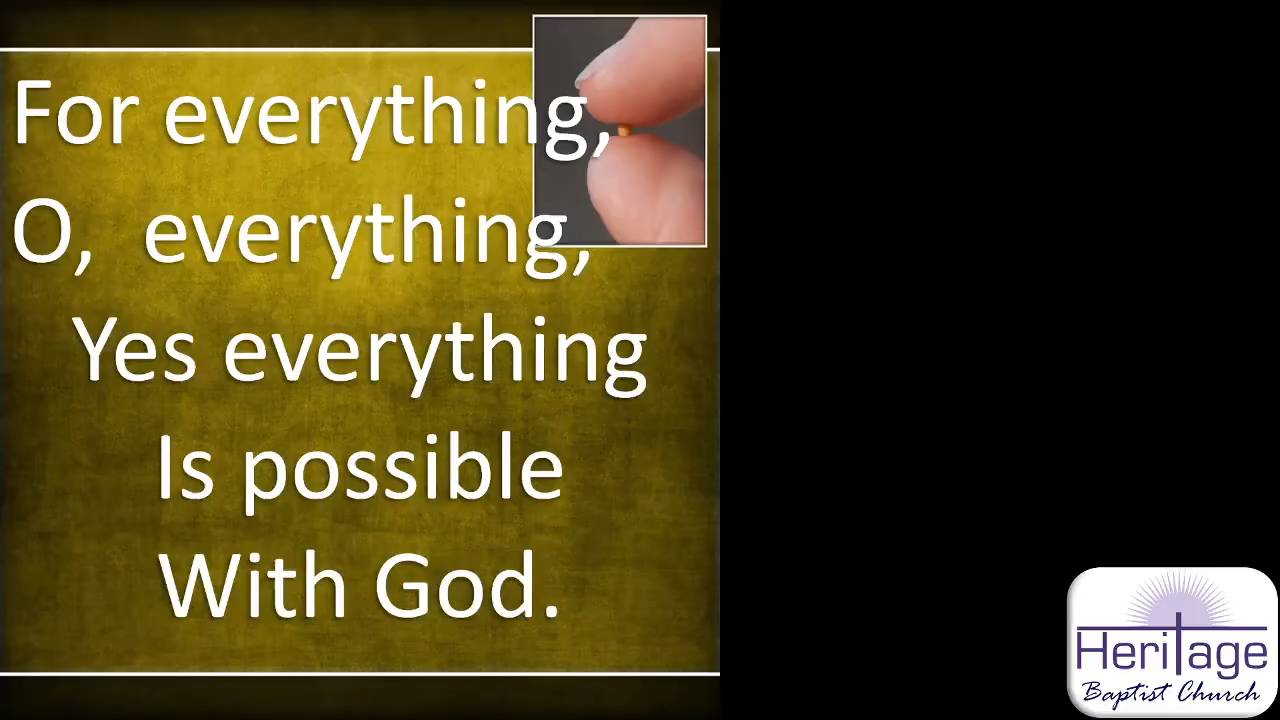 For everything,
O, everything,
Yes everything
Is possible
With God.
Heritage
Baptist Church